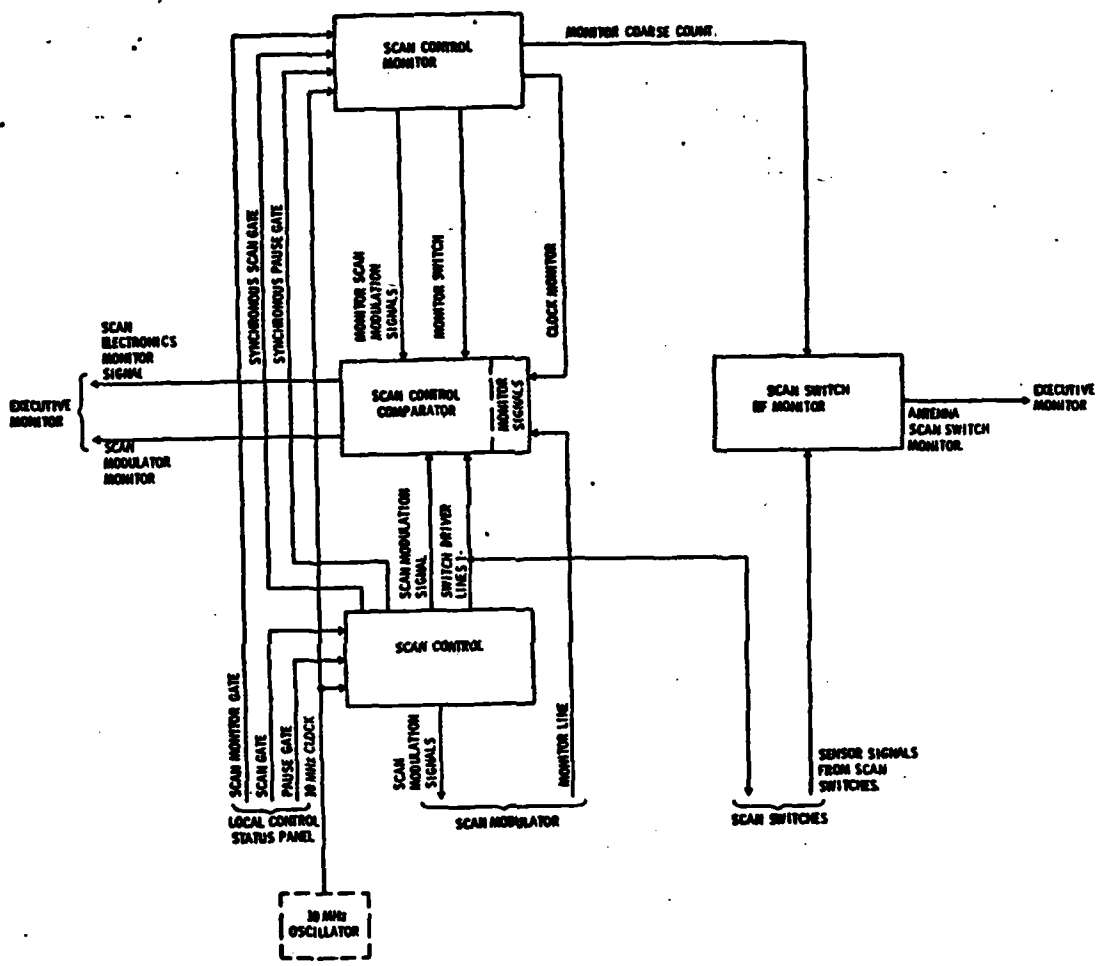 SCAN CONTROL
MONITOR
MONITOR COARSE COUNT.
SYNCHRONOUS SCAN GATE
SYNCHRONOUS PAUSE GATE
MONITOR SCAN
MODULATION
SIGNALS
MONITOR SWITCH
CLOCK MONITOR
SCAN
ELECTRONICS
MONITOR
SIGNAL
EXECUTIVE
MONITOR
SCAN
MODULATOR
MONITOR
SCAN CONTROL
COMPARATOR
MONITOR
SIGNALS
SCAN SWITCH
RF MONITOR
EXECUTIVE
MONITOR
ANTENNA
SCAN SWITCH
MONITOR.
SCAN MODULATION
SIGNAL
SWITCH DRIVER
LINES
SCAN CONTROL
SCAN MONITOR GATE
SCAN GATE
PAUSE GATE
MHz CLOCK
LOCAL CONTROL
STATUS PANEL
SCAN
MODULATION
SIGNALS
MONITOR LINE
SCAN MODULATOR
SENSOR SIGNALS
FROM SCAN
SWITCHES.
SCAN SWITCHES
MHz
OSCILLATOR